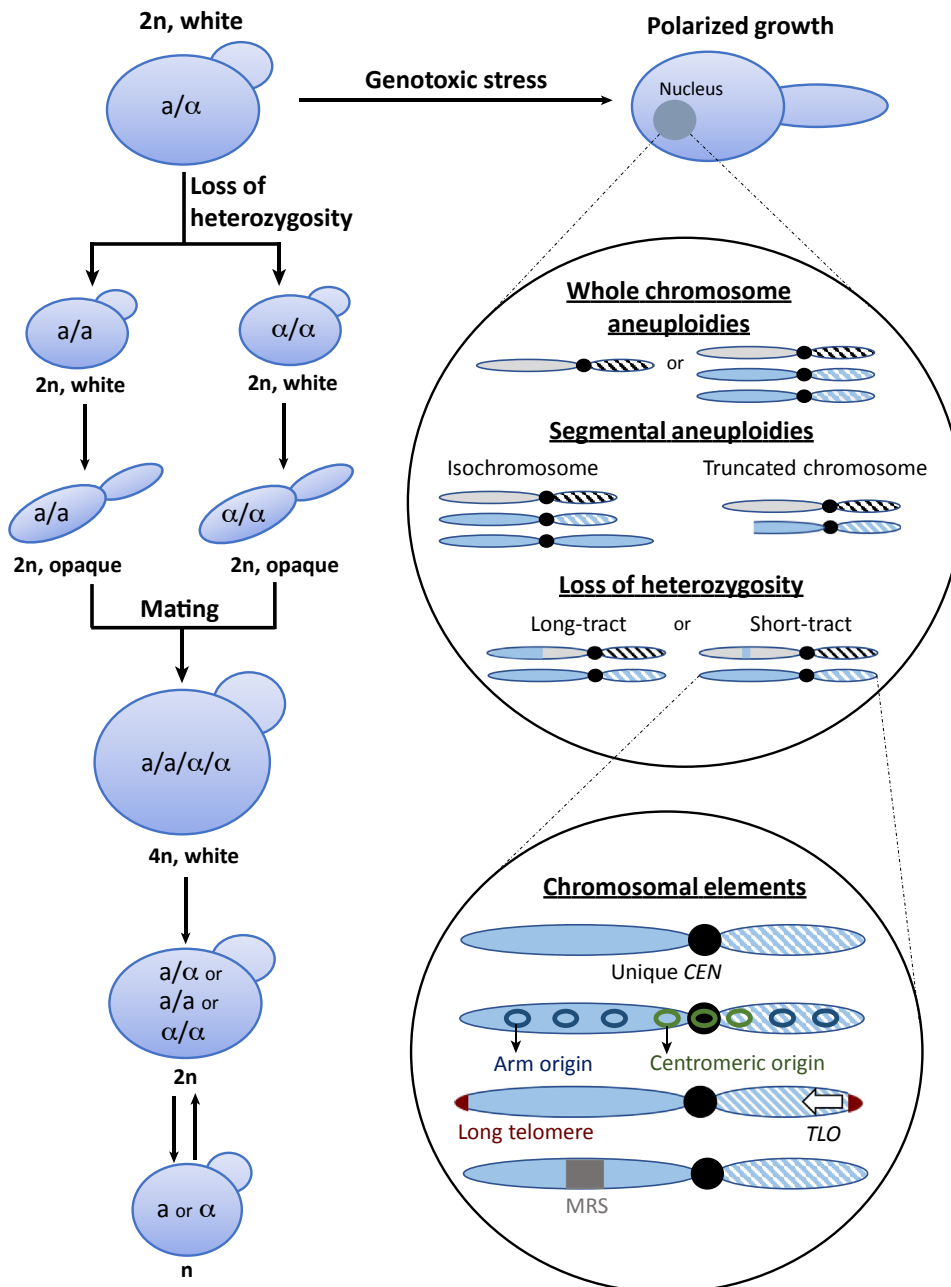 2n, white
a/α
Genotoxic stress
Polarized growth
Nucleus
Loss of
heterozygosity
a/a
2n, white
α/α
2n, white
a/a
2n, opaque
α/α
2n, opaque
Mating
a/a/α/α
4n, white
a/α or
a/a or
α/α
2n
a or α
n
Whole chromosome
aneuploidies
or
Segmental aneuploidies
Isochromosome
Truncated chromosome
Loss of heterozygosity
Long-tract
or
Short-tract
Chromosomal elements
Unique CEN
Arm origin
Centromeric origin
Long telomere
TLO
MRS